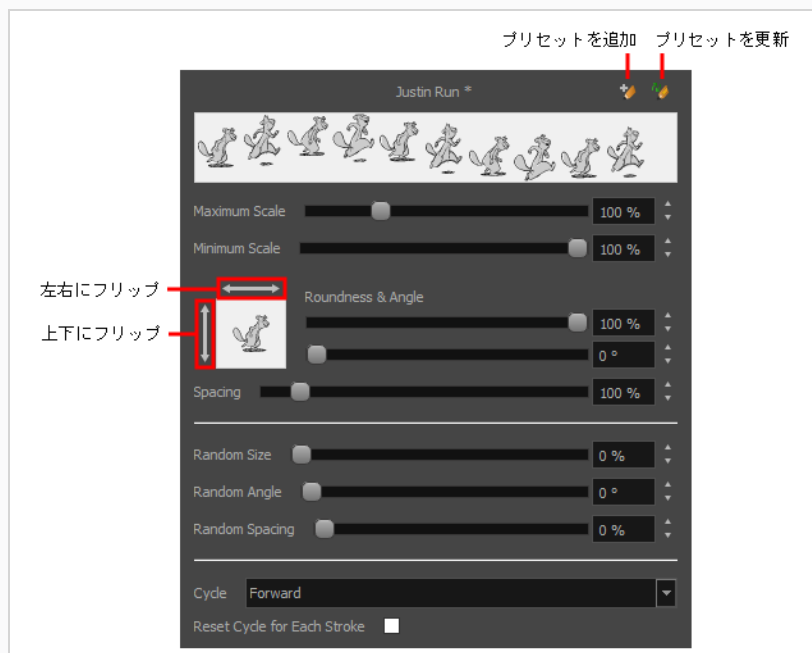 プリセットを追加 プリセットを更新
Justin Run *
Maximum Scale 100 %
Minimum Scale 100 %
左右にフリップ
Roundness & Angle
上下にフリップ
100 %
0 °
Spacing 100 %
Random Size 0 %
Random Angle 0 °
Random Spacing 0 %
Cycle Forward
Reset Cycle for Each Stroke